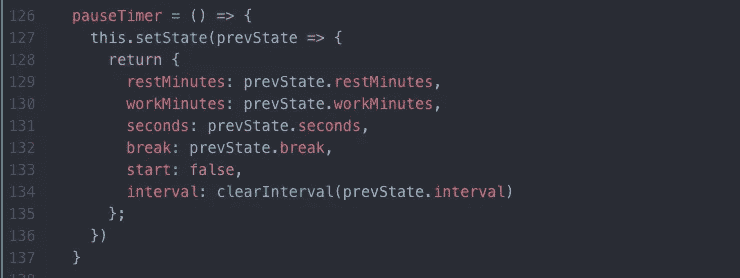 126 pauseTimer = () => {
127 this.setState(prevState => {
128 return {
129 restMinutes: prevState.restMinutes,
130 workMinutes: prevState.workMinutes,
131 seconds: prevState.seconds,
132 break: prevState.break,
133 start: false,
134 interval: clearInterval(prevState.interval)
135 };
136 })
137 }